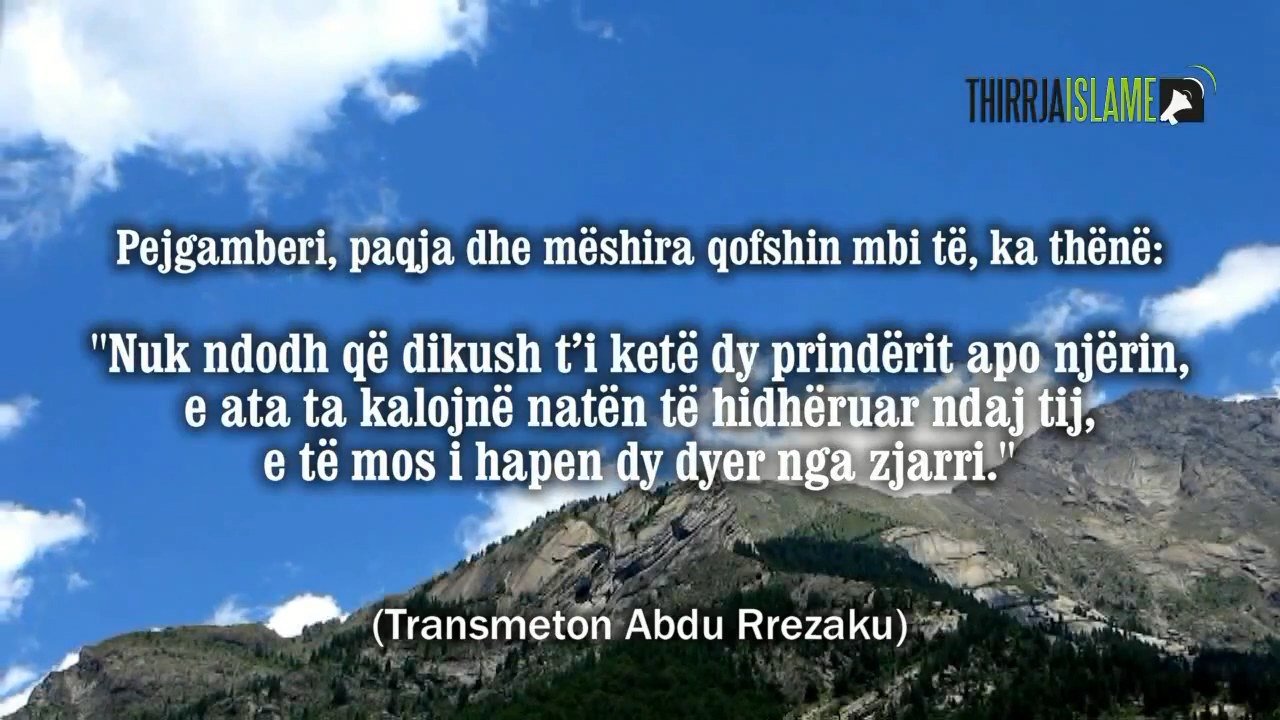 THIRRJAISLAME
Pejgamberi, paqja dhe mëshira qofshin mbi të, ka thënë:
"Nuk ndodh që dikush t’i ketë dy prindërit apo njërin,
e ata ta kalojnë natën të hidhëruar ndaj tij,
e të mos i hapen dy dyer nga zjarri."
(Transmeton Abdu Rrezaku)